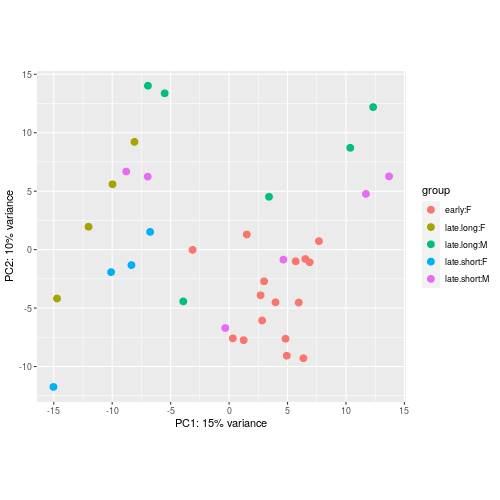 15
10
5
0
-5
-10
PC2: 10% variance
-15
-10
-5
0
5
10
15
PC1: 15% variance
group
early:F
late.long:F
late.long:M
late.short:F
late.short:M